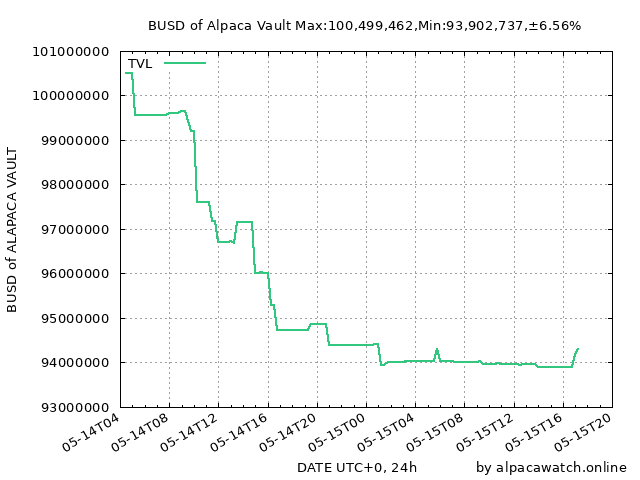 BUSD of Alpaca Vault Max:100,499,462,Min:93,902,737,±6.56%
TVL
101000000
100000000
99000000
98000000
97000000
96000000
95000000
94000000
93000000
BUSD of ALAPACA VAULT
05-14T04
05-14T08
05-14T12
05-14T16
05-14T20
05-15T00
05-15T04
05-15T08
05-15T12
05-15T16
05-15T20
DATE UTC+0, 24h
by alpacawatch.online